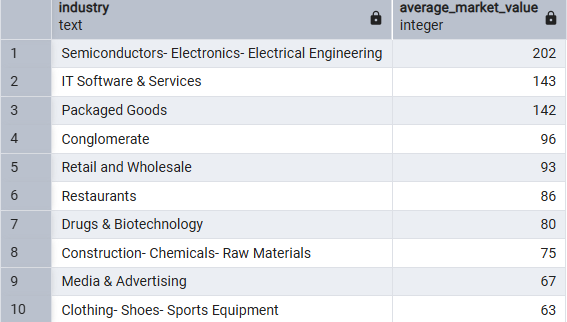 industry average_market_value
text integer
1 Semiconductors- Electronics- Electrical Engineering 202
2 IT Software & Services 143
3 Packaged Goods 142
4 Conglomerate 96
5 Retail and Wholesale 93
6 Restaurants 86
7 Drugs & Biotechnology 80
8 Construction- Chemicals- Raw Materials 75
9 Media & Advertising 67
10 Clothing- Shoes- Sports Equipment 63